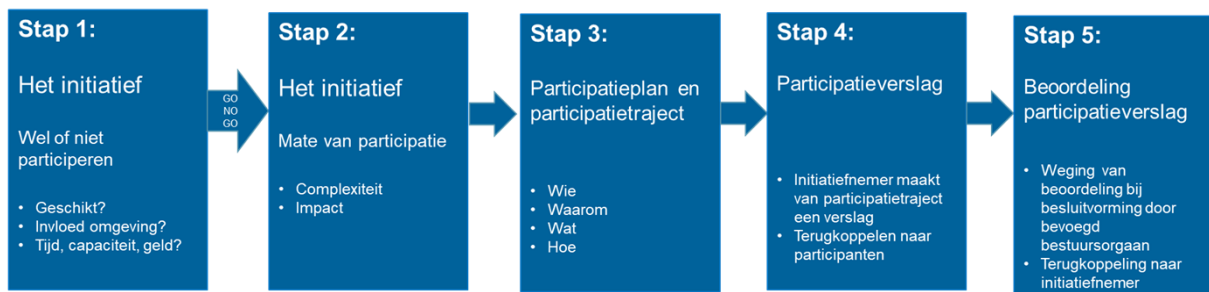 Stap 1:
Het initiatief
Wel of niet
participeren
• Geschikt?
• Invloed omgeving?
• Tijd, capaciteit, geld?
GO
NO
GO
Stap 2:
Het initiatief
Mate van participatie
• Complexiteit
• Impact
Stap 3:
Participatieplan en
participatietraject
• Wie
• Waarom
• Wat
• Hoe
Stap 4:
Participatieverslag
• Initiatiefnemer maakt
van participatietraject
een verslag
• Terugkoppelen naar
participanten
Stap 5:
Beoordeling
participatieverslag
• Weging van
beoordeling bij
besluitvorming door
bevoegd
bestuursorgaan
• Terugkoppeling naar
initiatiefnemer